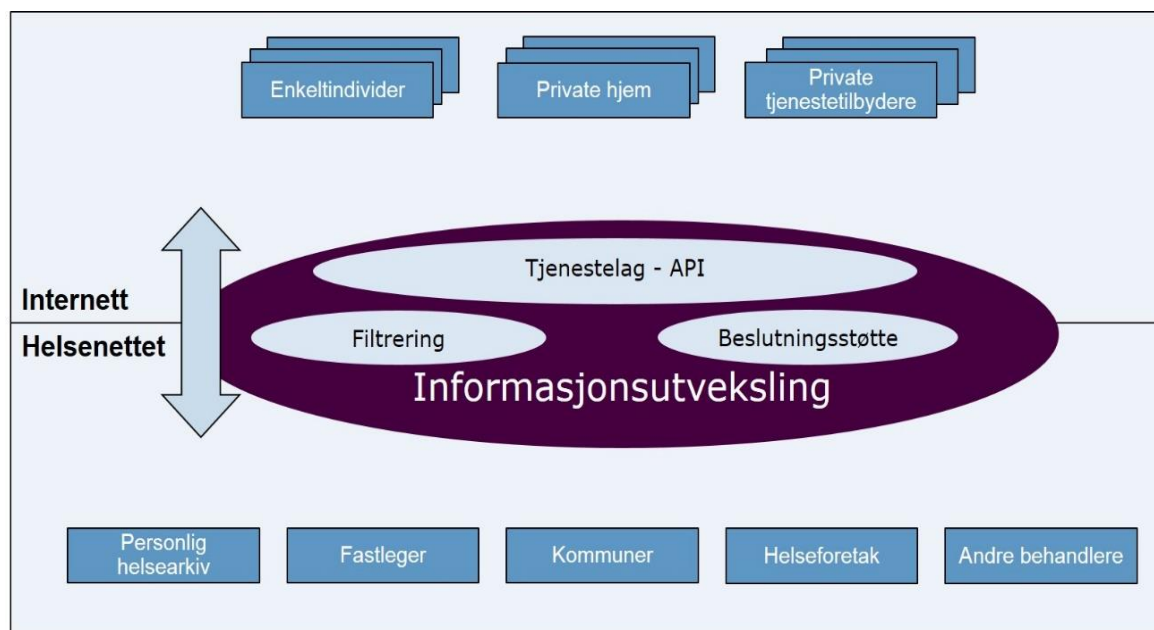 Enkeltindivider
Private hjem
Private
tjenestetilbydere
Tjenestelag - API
Internett
Helsenettet
Filtrering
Beslutningsstøtte
Informasjonsutveksling
Personlig
helsearkiv
Fastleger
Kommuner
Helseforetak
Andre behandlere